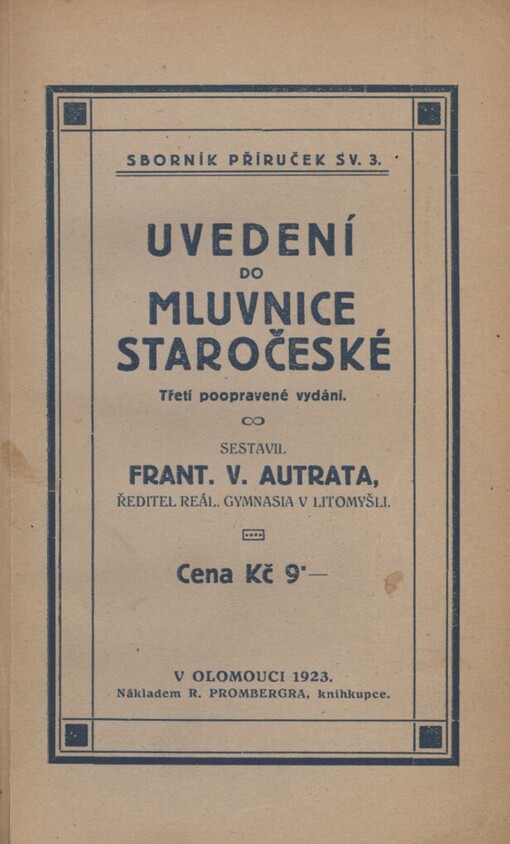 SBORNÍK PŘÍRUČEK SV. 3.
UVEDENÍ
DO
MLUVNICE
STAROČESKÉ
Třetí poopravené vydání.
SESTAVIL
FRANT. V. AUTRATA,
ŘEDITEL REÁL. GYMNASIA V LITOMYŠLI.
Cena Kč 9·—
V OLOMOUCI 1923.
Nákladem R. PROMBERGRA, knihkupce.